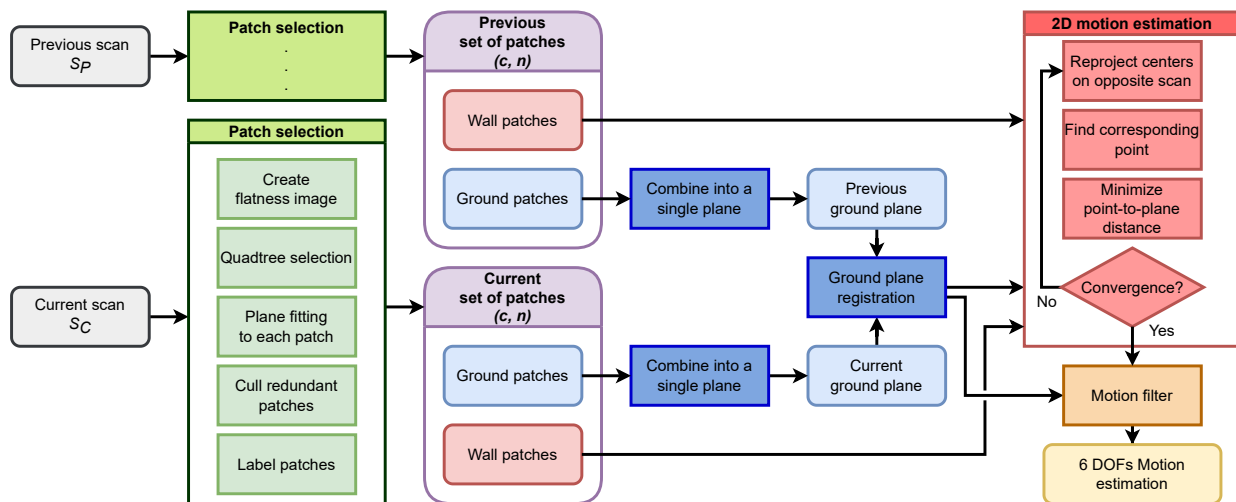 Previous scan
S_P
Patch selection
.
.
.
Previous
set of patches
(c, n)
Wall patches
Ground patches
Combine into a
single plane
Previous
ground plane
Current scan
S_C
Patch selection
Create
flatness image
Quadtree selection
Plane fitting
to each patch
Cull redundant
patches
Label patches
Current
set of patches
(c, n)
Ground patches
Wall patches
Combine into a
single plane
Current
ground plane
Ground plane
registration
2D motion estimation
Reproject centers
on opposite scan
Find corresponding
point
Minimize
point-to-plane
distance
Convergence?
No
Yes
Motion filter
6 DOFs Motion
estimation